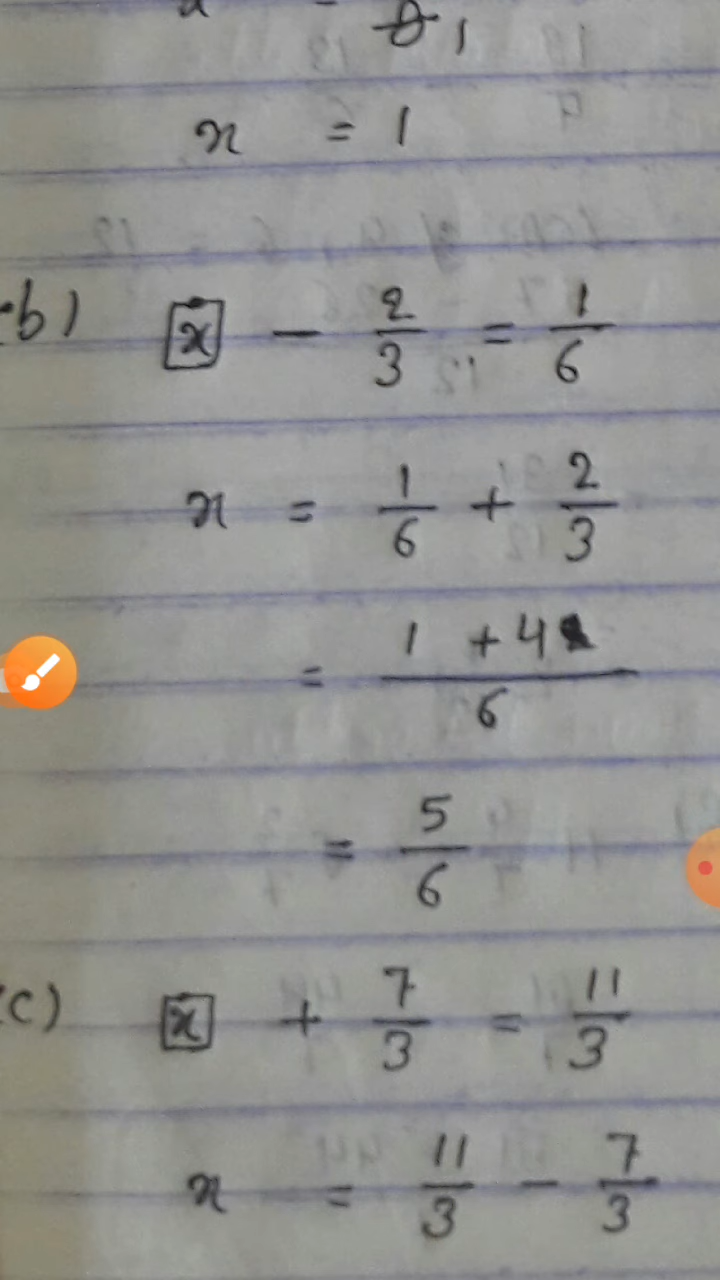 x = 1
(b) x - 2/3 = 1/6
x = 1/6 + 2/3
= 1 + 4 / 6
= 5/6
(c) x + 7/3 = 11/3
x = 11/3 - 7/3